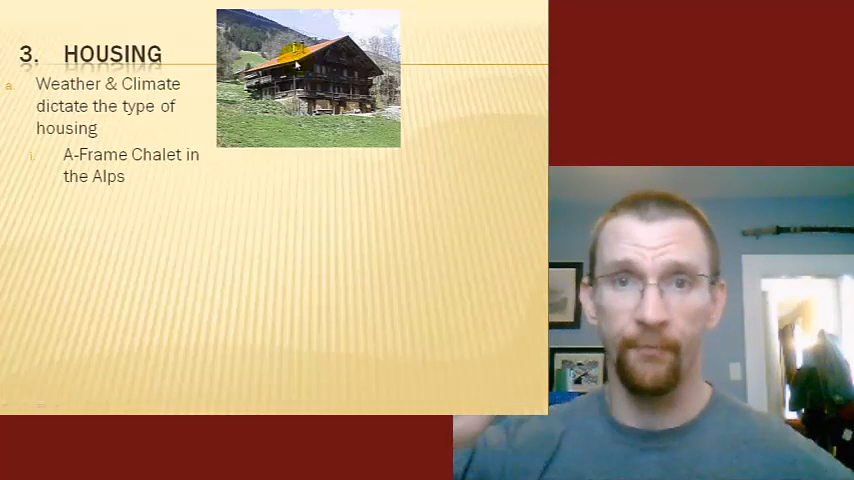 3. HOUSING
a. Weather & Climate
dictate the type of
housing
i. A-Frame Chalet in
the Alps